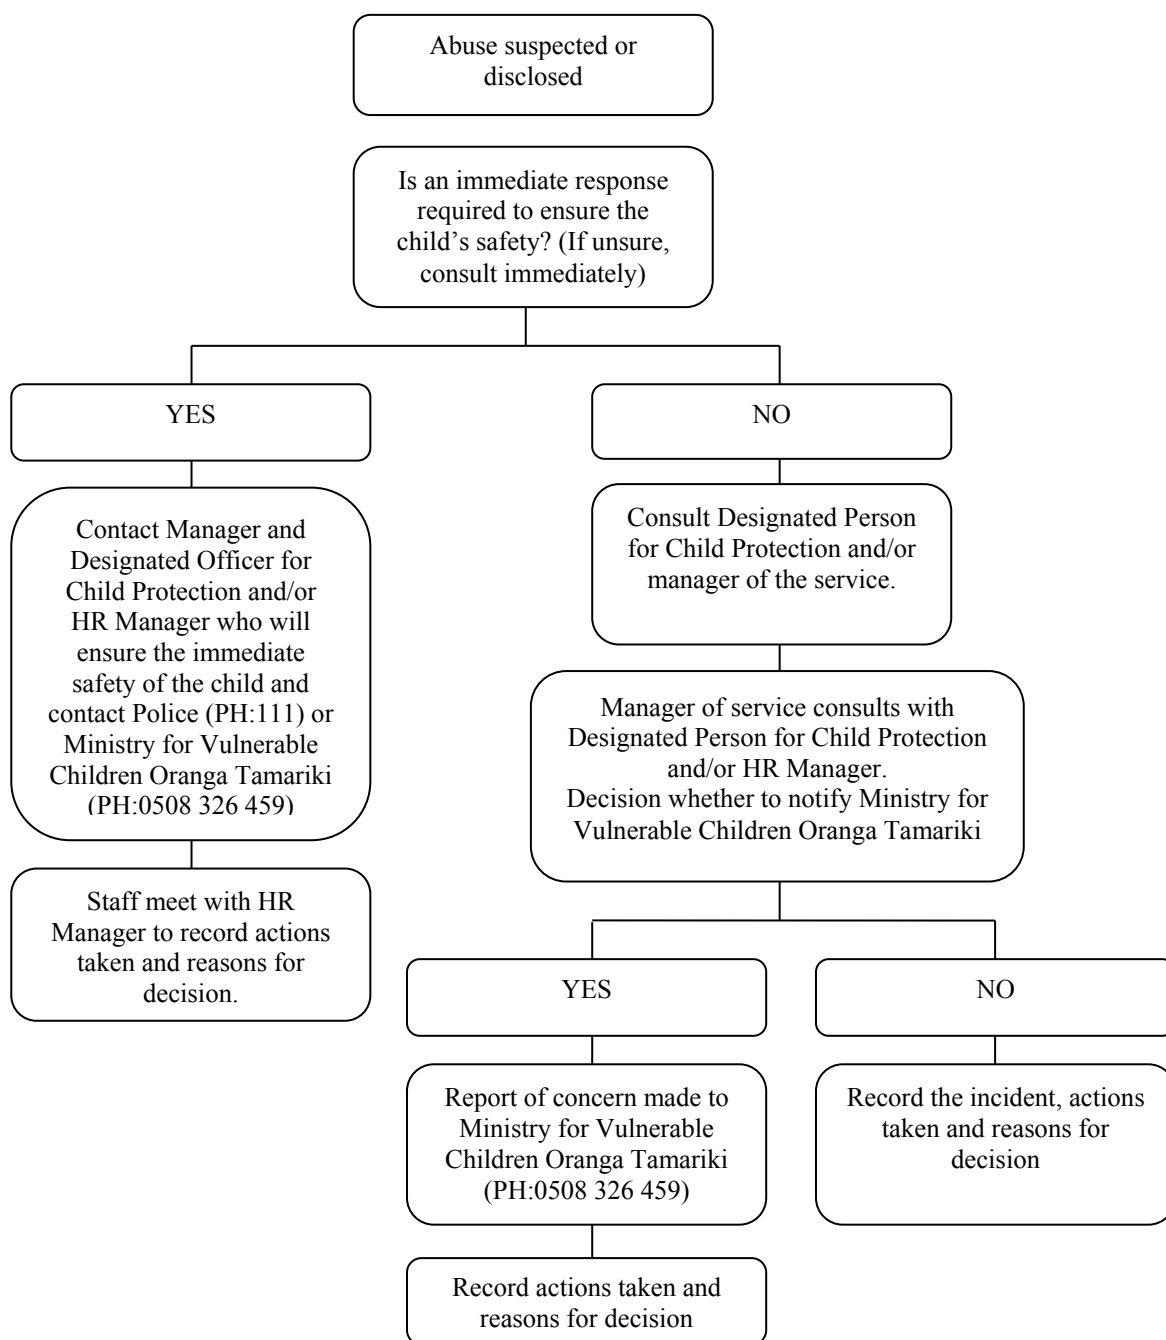 Abuse suspected or
disclosed
Is an immediate response
required to ensure the
child’s safety? (If unsure,
consult immediately)
YES
NO
Contact Manager and
Designated Officer for
Child Protection and/or
HR Manager who will
ensure the immediate
safety of the child and
contact Police (PH:111) or
Ministry for Vulnerable
Children Oranga Tamariki
(PH:0508 326 459)
Consult Designated Person
for Child Protection and/or
manager of the service.
Manager of service consults with
Designated Person for Child Protection
and/or HR Manager.
Decision whether to notify Ministry for
Vulnerable Children Oranga Tamariki
Staff meet with HR
Manager to record actions
taken and reasons for
decision.
YES
NO
Report of concern made to
Ministry for Vulnerable
Children Oranga Tamariki
(PH:0508 326 459)
Record the incident, actions
taken and reasons for
decision
Record actions taken and
reasons for decision